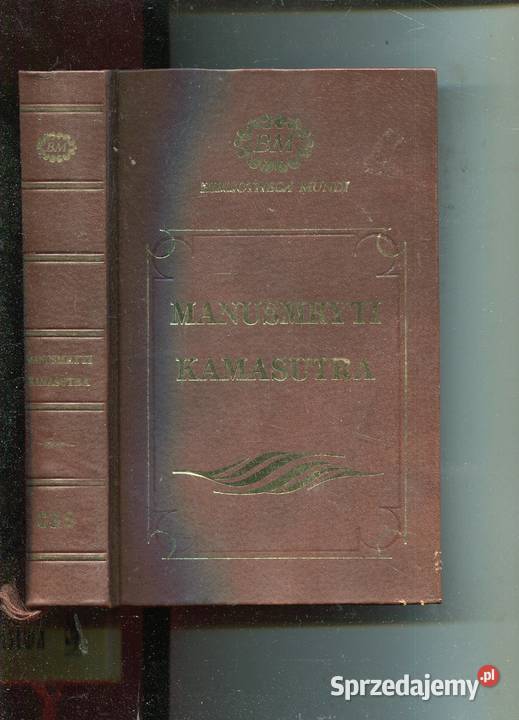 BM
BIBLIOTHECA MUNDI
MANUSMRYTI
KAMASUTRA
BM
MANUSMRYTI
KAMASUTRA
Sprzedajemy.pl